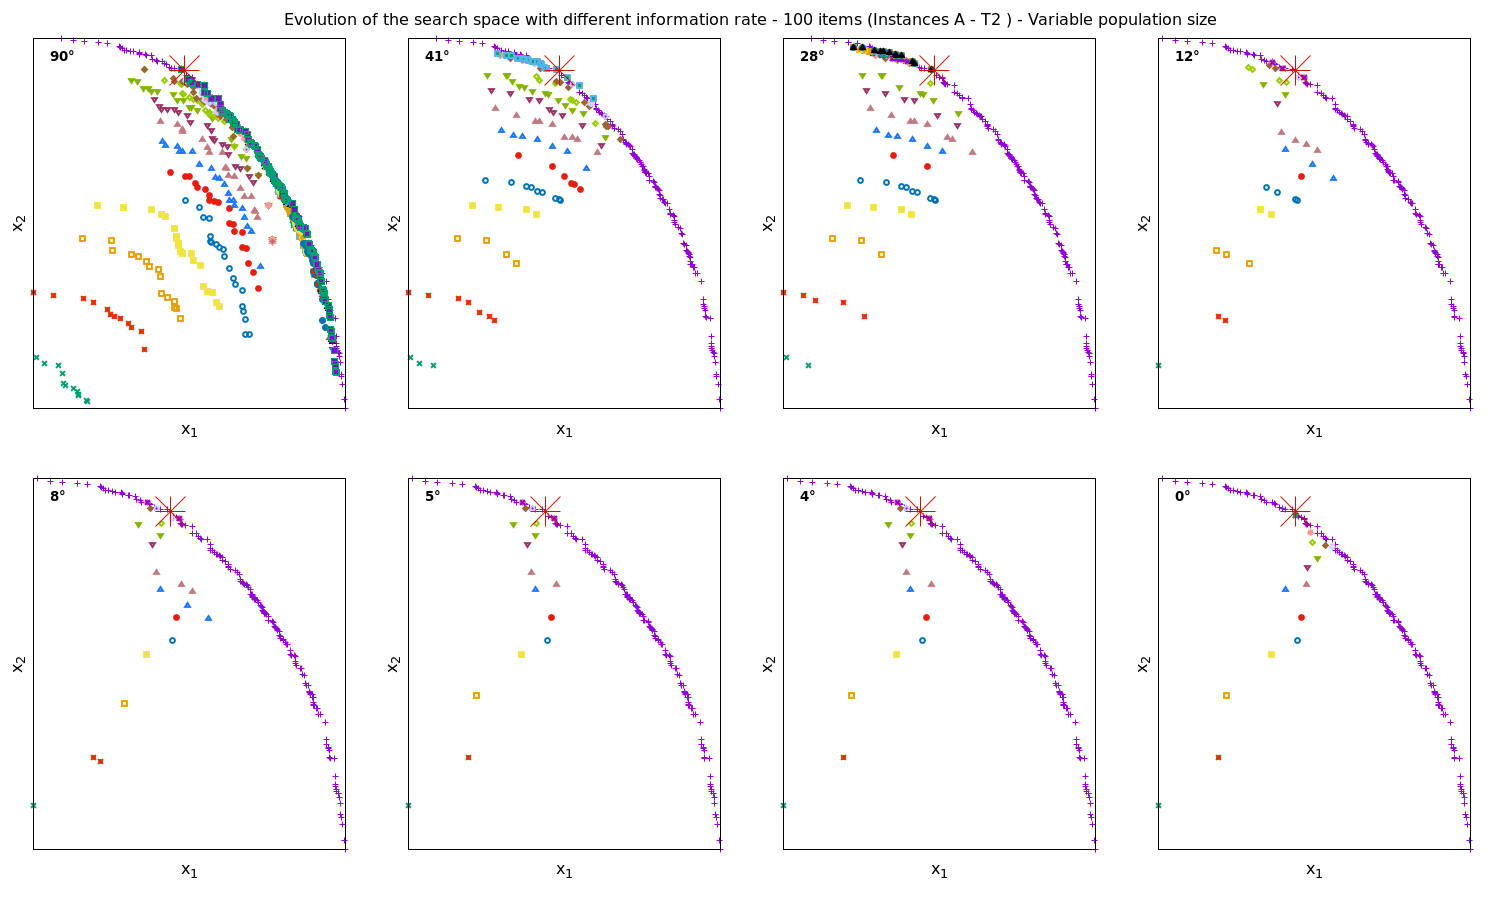 Evolution of the search space with different information rate - 100 items (Instances A - T2 ) - Variable population size
90°
41°
28°
12°
x2
x2
x2
x2
x1
x1
x1
x1
8°
5°
4°
0°
x2
x2
x2
x2
x1
x1
x1
x1